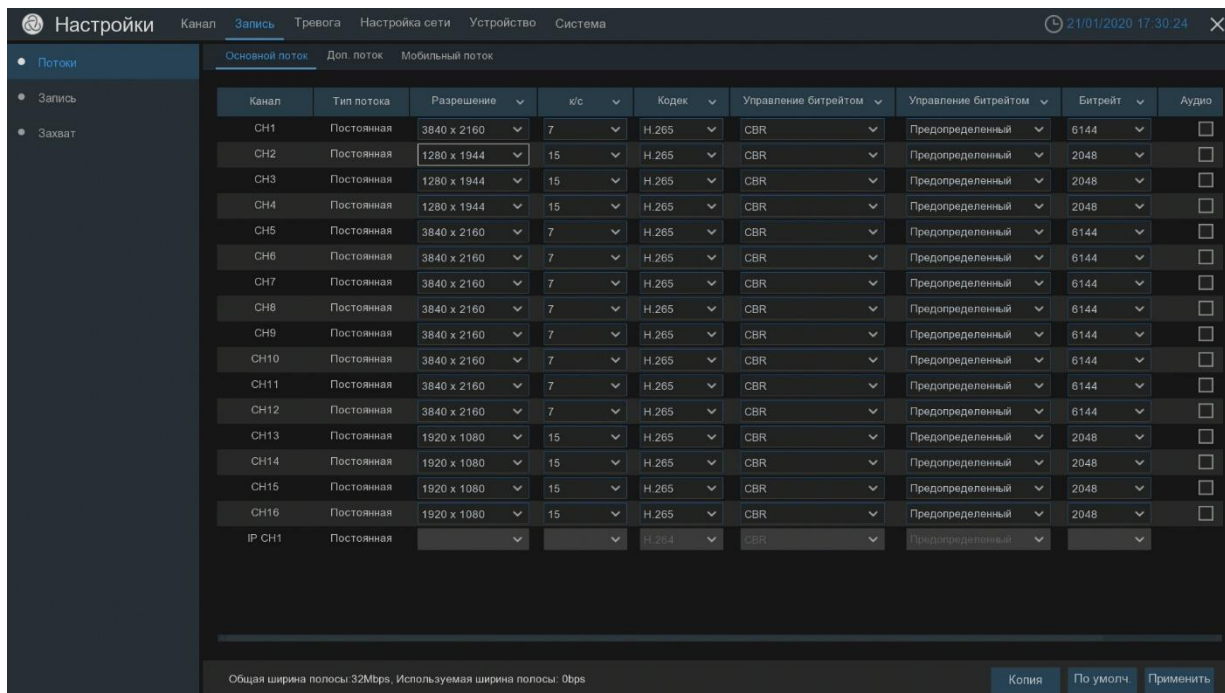 Настройки Канал Запись Тревога Настройка сети Устройство Система 21/01/2020 17:30:24
Потоки
Запись
Захват
Основной поток Доп. поток Мобильный поток
Канал Тип потока Разрешение к/с Кодек Управление битрейтом Управление битрейтом Битрейт Аудио
CH1 Постоянная 3840 x 2160 7 H.265 CBR Предопределенный 6144
CH2 Постоянная 1280 x 1944 15 H.265 CBR Предопределенный 2048
CH3 Постоянная 1280 x 1944 15 H.265 CBR Предопределенный 2048
CH4 Постоянная 1280 x 1944 15 H.265 CBR Предопределенный 2048
CH5 Постоянная 3840 x 2160 7 H.265 CBR Предопределенный 6144
CH6 Постоянная 3840 x 2160 7 H.265 CBR Предопределенный 6144
CH7 Постоянная 3840 x 2160 7 H.265 CBR Предопределенный 6144
CH8 Постоянная 3840 x 2160 7 H.265 CBR Предопределенный 6144
CH9 Постоянная 3840 x 2160 7 H.265 CBR Предопределенный 6144
CH10 Постоянная 3840 x 2160 7 H.265 CBR Предопределенный 6144
CH11 Постоянная 3840 x 2160 7 H.265 CBR Предопределенный 6144
CH12 Постоянная 3840 x 2160 7 H.265 CBR Предопределенный 6144
CH13 Постоянная 1920 x 1080 15 H.265 CBR Предопределенный 2048
CH14 Постоянная 1920 x 1080 15 H.265 CBR Предопределенный 2048
CH15 Постоянная 1920 x 1080 15 H.265 CBR Предопределенный 2048
CH16 Постоянная 1920 x 1080 15 H.265 CBR Предопределенный 2048
IP CH1 Постоянная H.264 CBR Предопределенный
Общая ширина полосы:32Mbps, Используемая ширина полосы: 0bps Копия По умолч. Применить